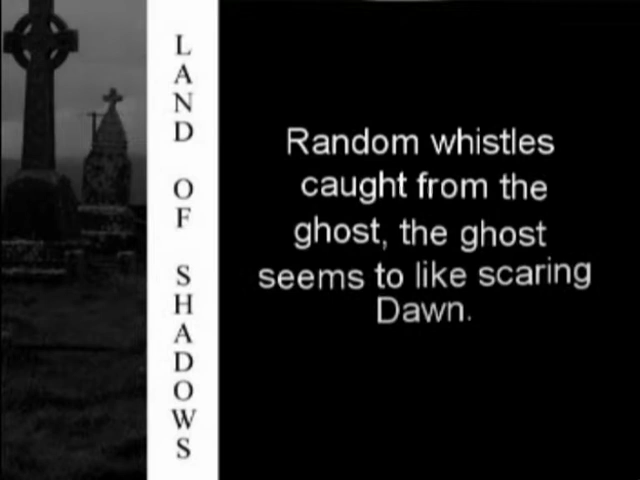 LAND OF SHADOWS
Random whistles
caught from the
ghost, the ghost
seems to like scaring
Dawn.